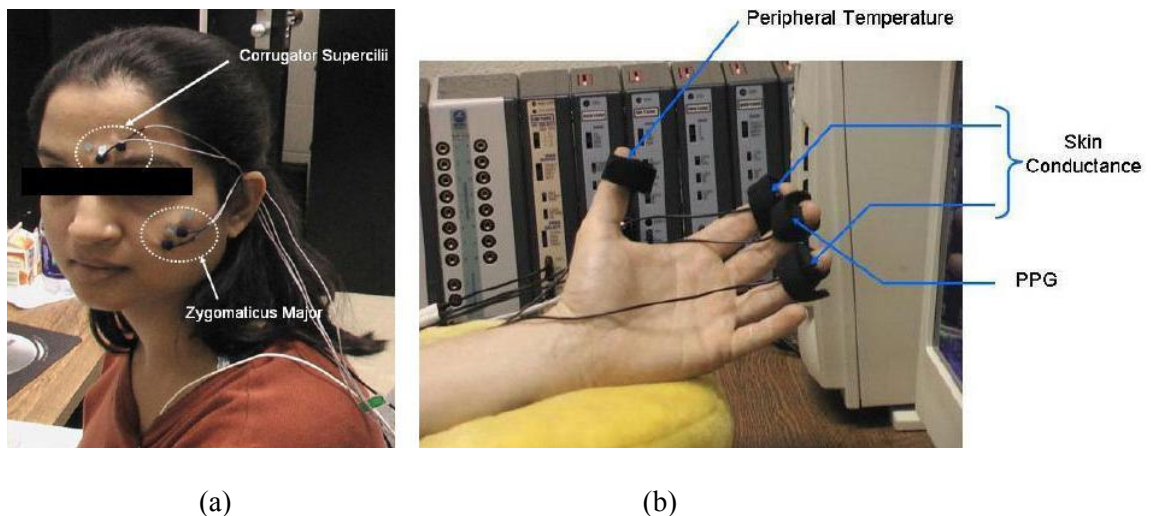 Corrugator Supercilii
Zygomaticus Major
Peripheral Temperature
Skin
Conductance
PPG
(a)
(b)